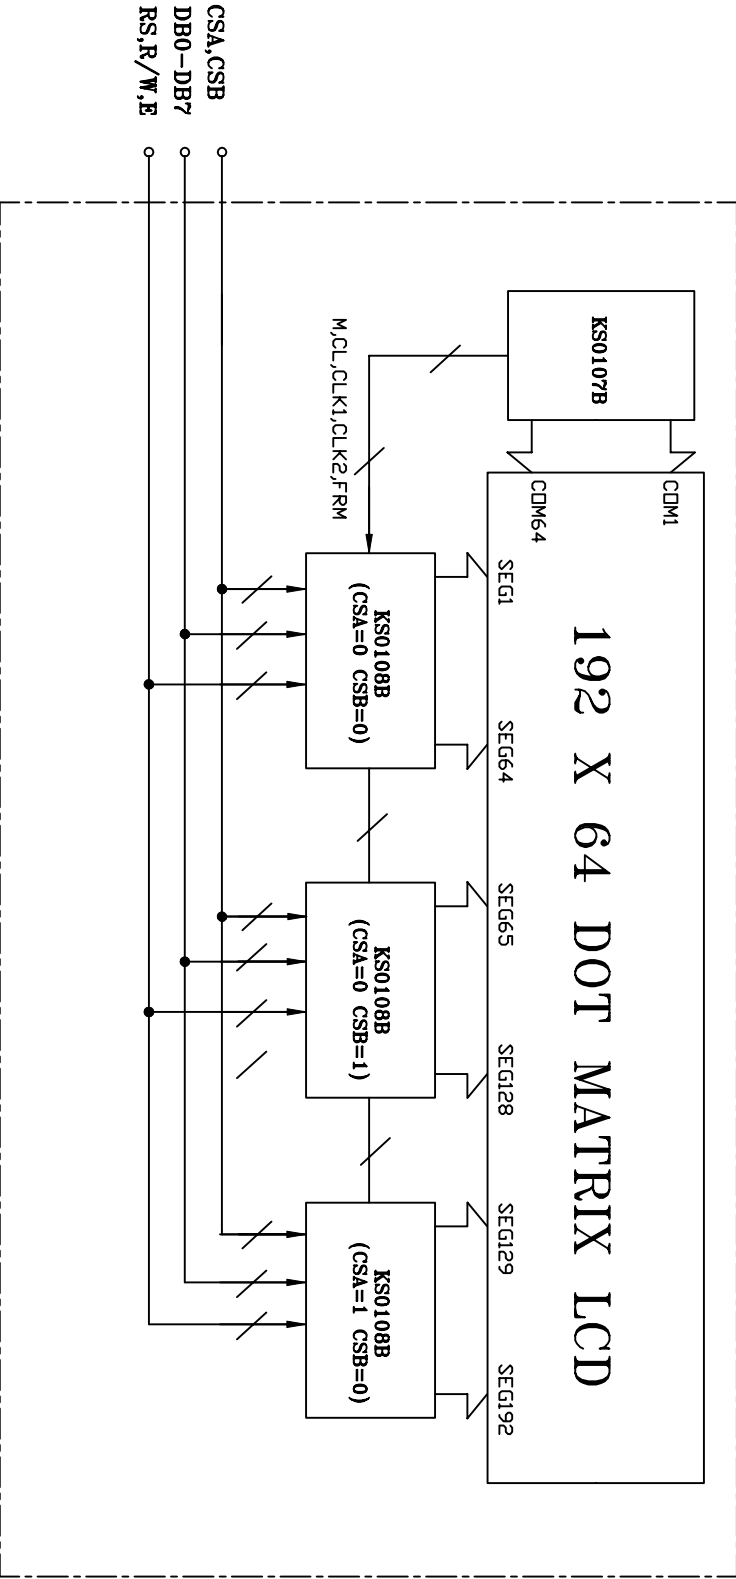 KS0107B
COM1
COM64
192 X 64 DOT MATRIX LCD
SEG1
SEG64
SEG65
SEG128
SEG129
SEG192
M,CL,CLK1,CLK2,FRM
KS0108B
(CSA=0 CSB=0)
KS0108B
(CSA=0 CSB=1)
KS0108B
(CSA=1 CSB=0)
CSA,CSB
DB0-DB7
RS,R/W,E